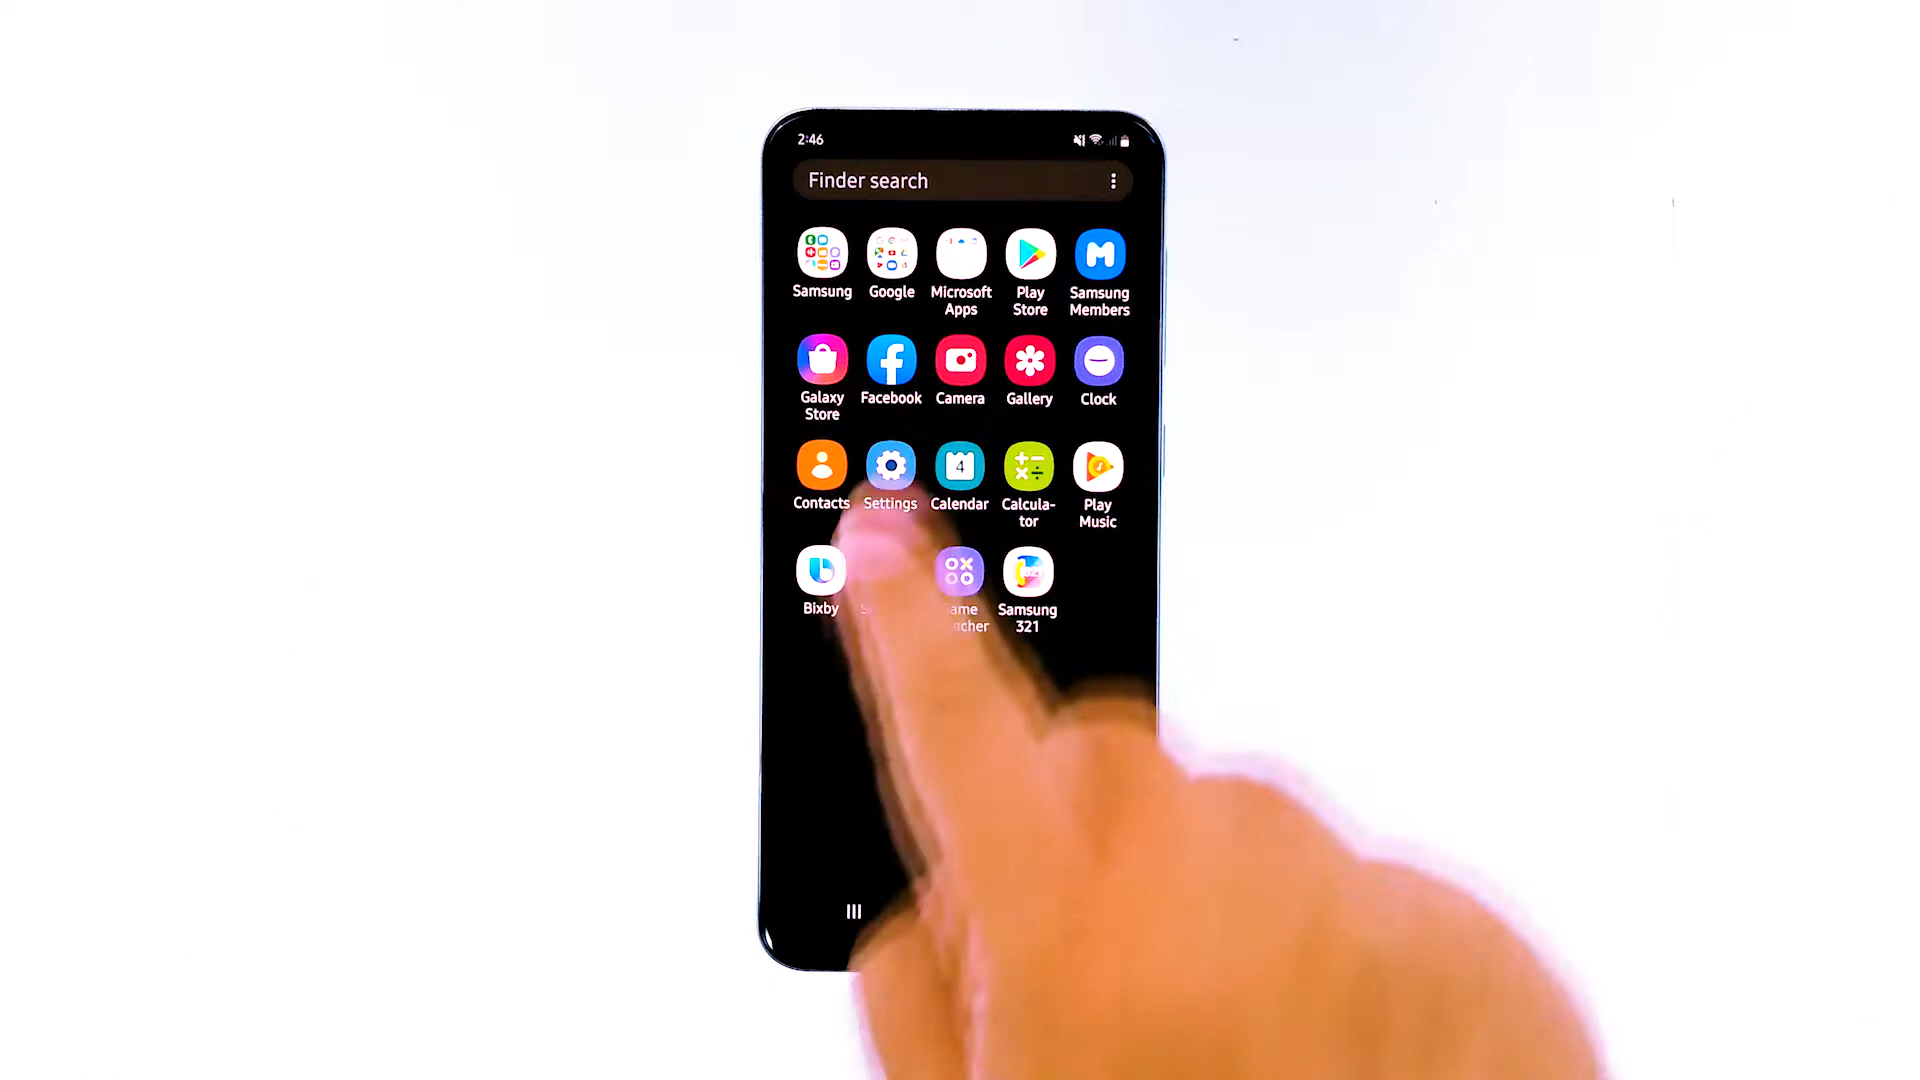 2:46
Finder search
Samsung
Google
Microsoft
Apps
Play
Store
Samsung
Members
Galaxy
Store
Facebook
Camera
Gallery
Clock
Contacts
Settings
Calendar
4
Calcula-
tor
Play
Music
Bixby
Samsung
321